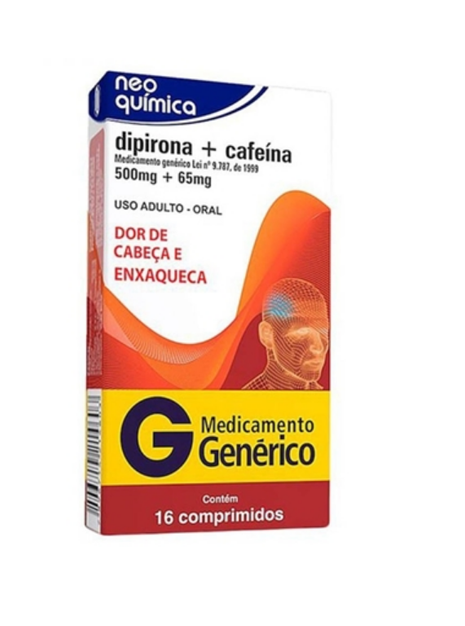 neo
química
dipirona + cafeína
Medicamento genérico Lei nº 9.787, de 1999
500mg + 65mg
USO ADULTO - ORAL
DOR DE
CABEÇA E
ENXAQUECA
G Medicamento
Genérico
Contém
16 comprimidos